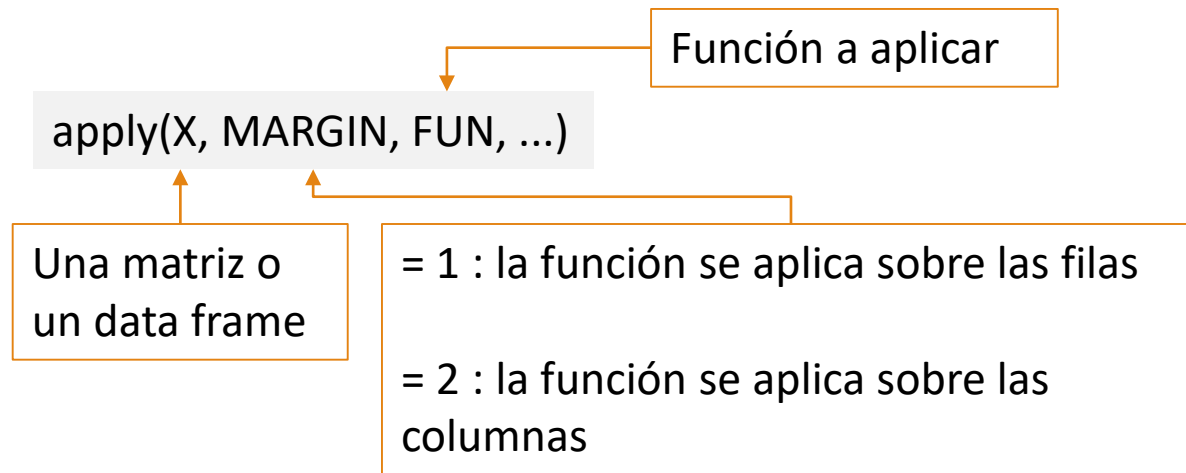 Función a aplicar
apply(X, MARGIN, FUN, ...)
Una matriz o
un data frame
= 1 : la función se aplica sobre las filas
= 2 : la función se aplica sobre las
columnas